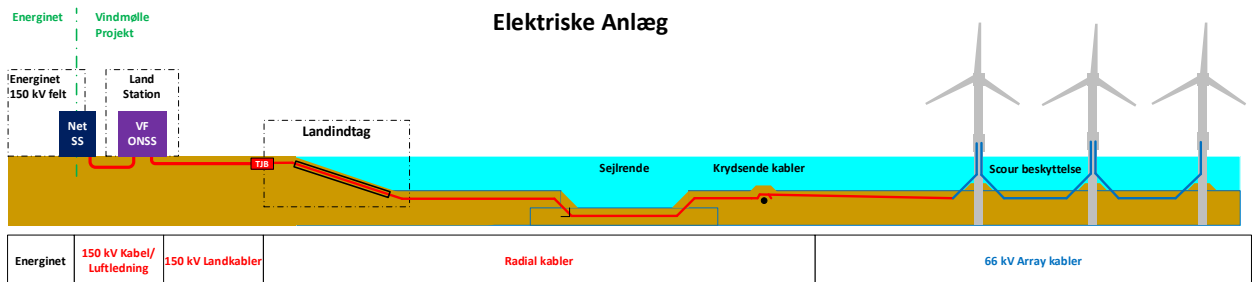 Elektriske Anlæg
Energinet
Vindmølle
Projekt
Energinet
150 kV felt
Land
Station
Net
SS
VF
ONSS
Landindtag
TJB
Sejlrende
Krydsende kabler
Scour beskyttelse
Energinet
150 kV Kabel/
Luftledning
150 kV Landkabler
Radial kabler
66 kV Array kabler